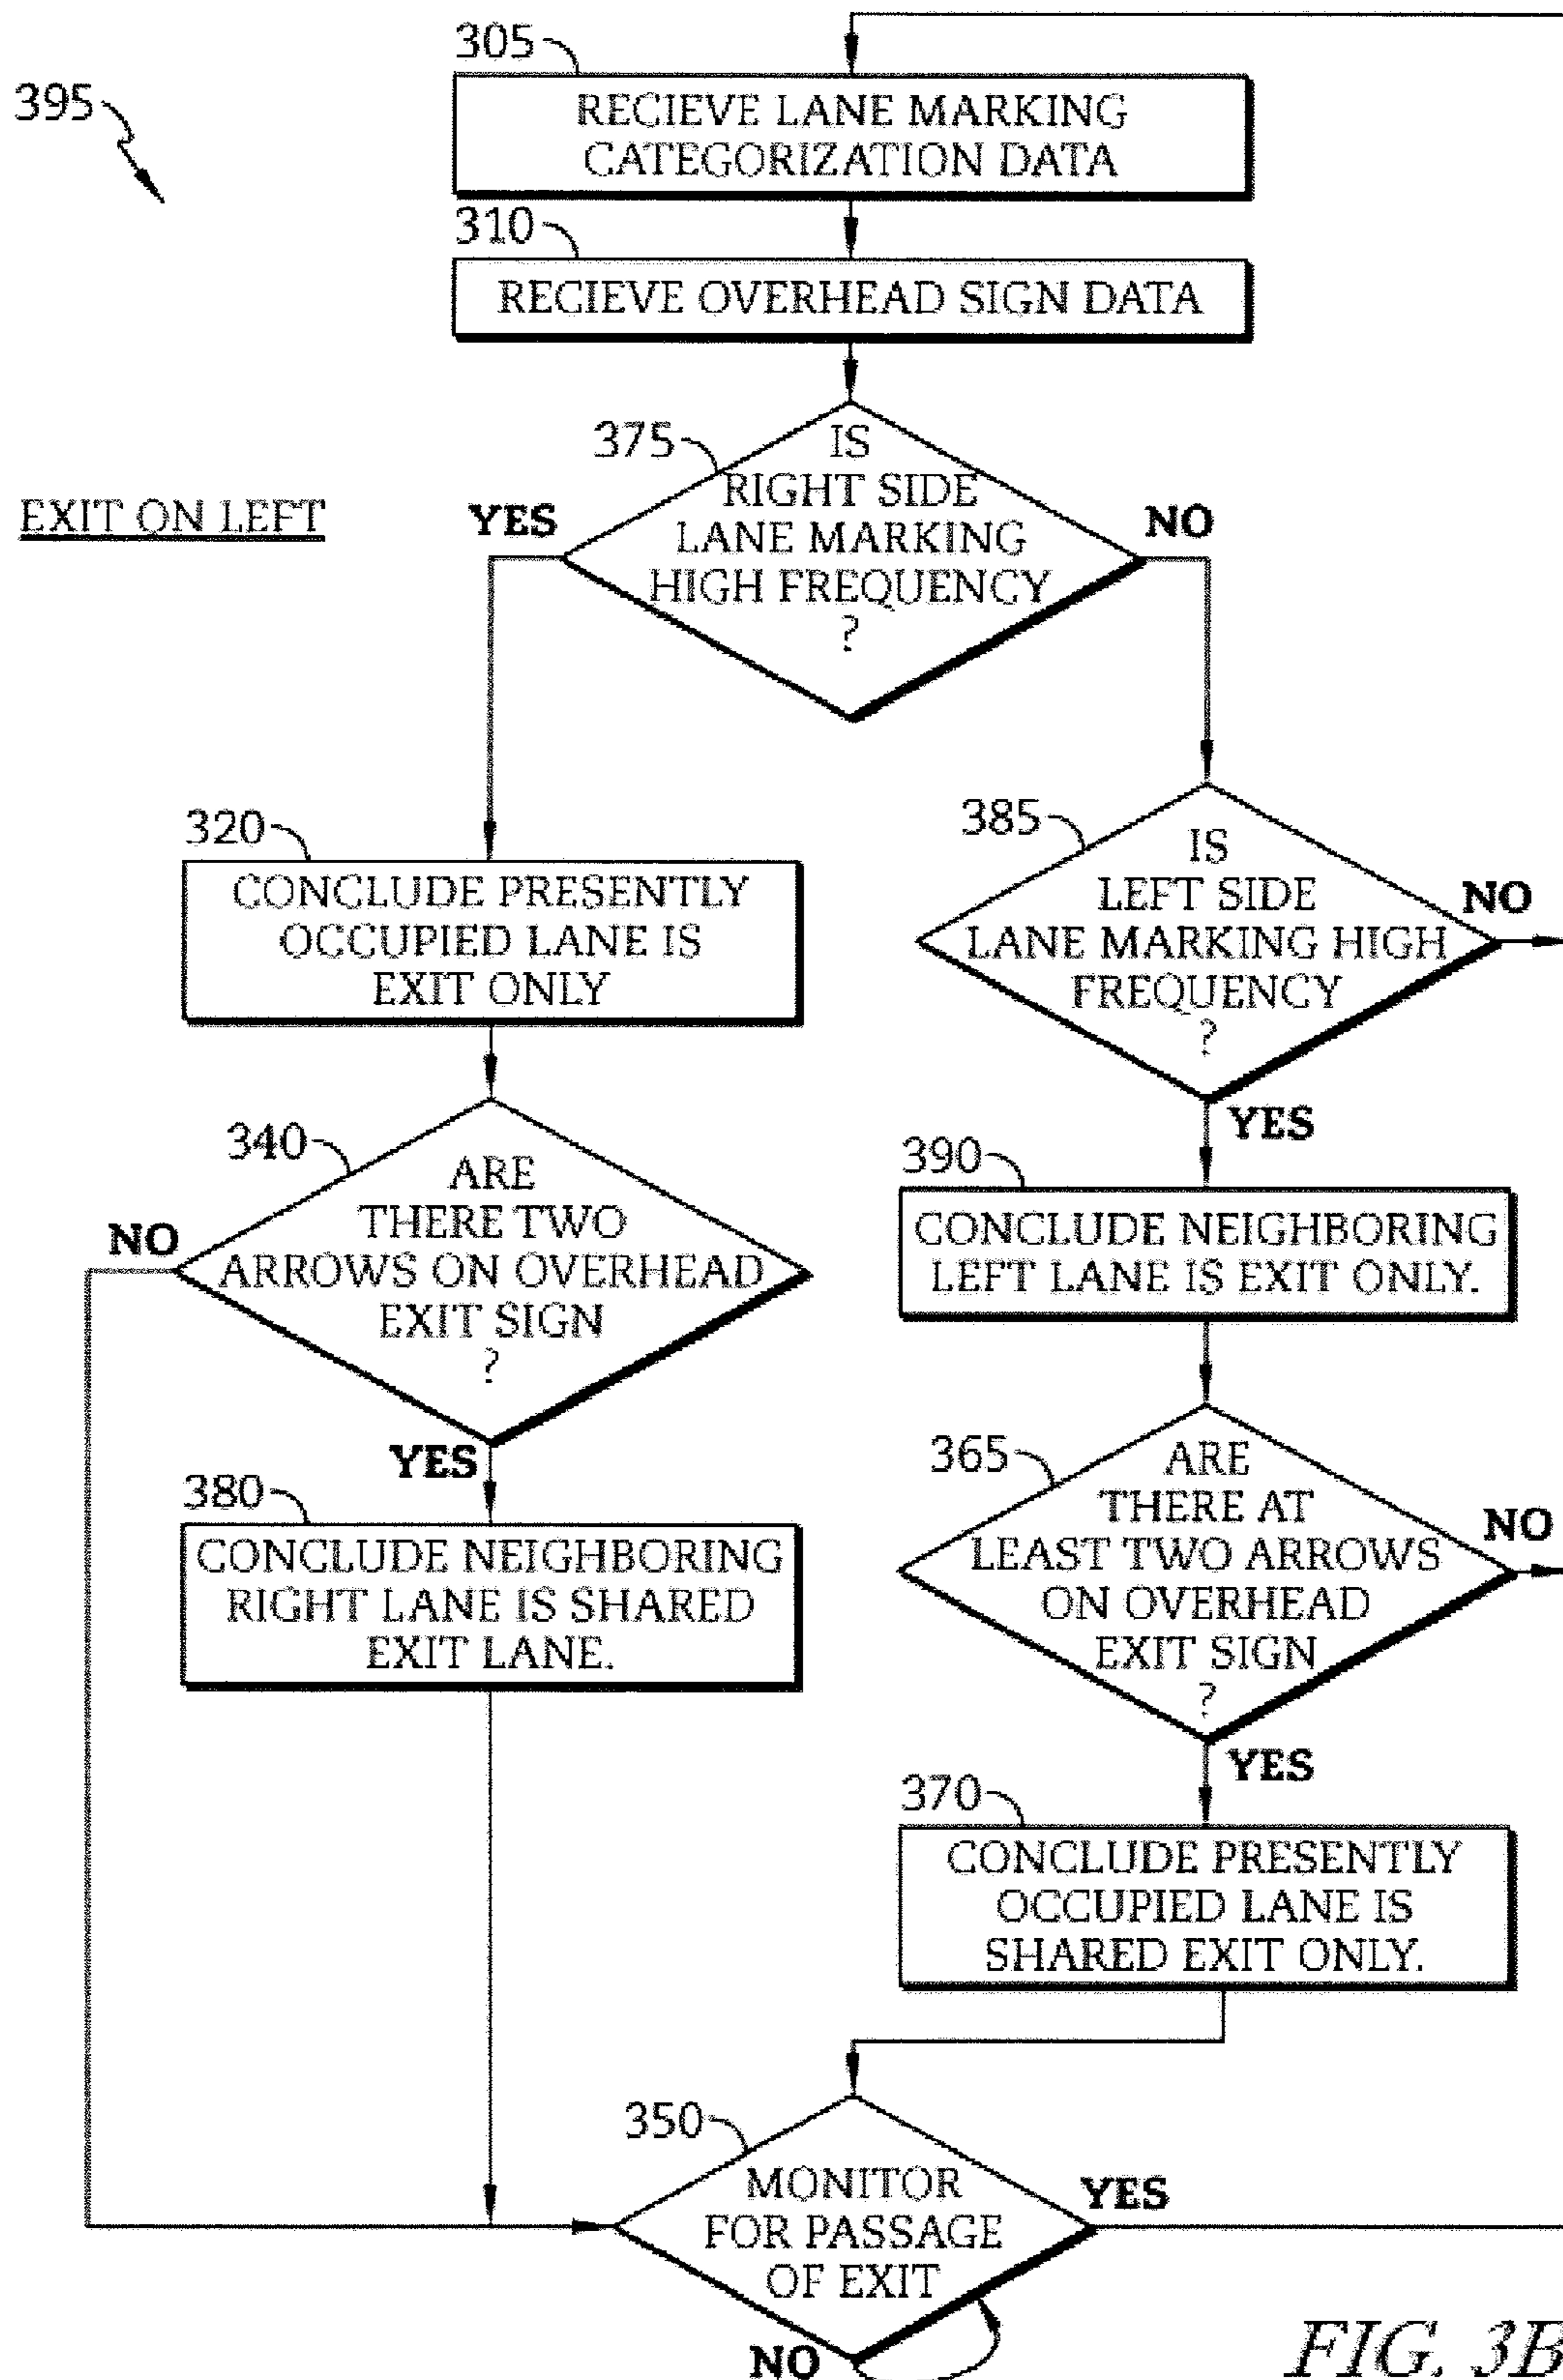 305
395
RECIEVE LANE MARKING
CATEGORIZATION DATA
310
RECIEVE OVERHEAD SIGN DATA
375
IS
RIGHT SIDE
LANE MARKING
HIGH FREQUENCY
?
YES
NO
EXIT ON LEFT
320
CONCLUDE PRESENTLY
OCCUPIED LANE IS
EXIT ONLY
385
IS
LEFT SIDE
LANE MARKING HIGH
FREQUENCY
?
NO
YES
340
ARE
THERE TWO
ARROWS ON OVERHEAD
EXIT SIGN
?
NO
YES
390
CONCLUDE NEIGHBORING
LEFT LANE IS EXIT ONLY.
365
ARE
THERE AT
LEAST TWO ARROWS
ON OVERHEAD
EXIT SIGN
?
NO
YES
380
CONCLUDE NEIGHBORING
RIGHT LANE IS SHARED
EXIT LANE.
370
CONCLUDE PRESENTLY
OCCUPIED LANE IS
SHARED EXIT ONLY.
350
MONITOR
FOR PASSAGE
OF EXIT
YES
NO
FIG. 3B